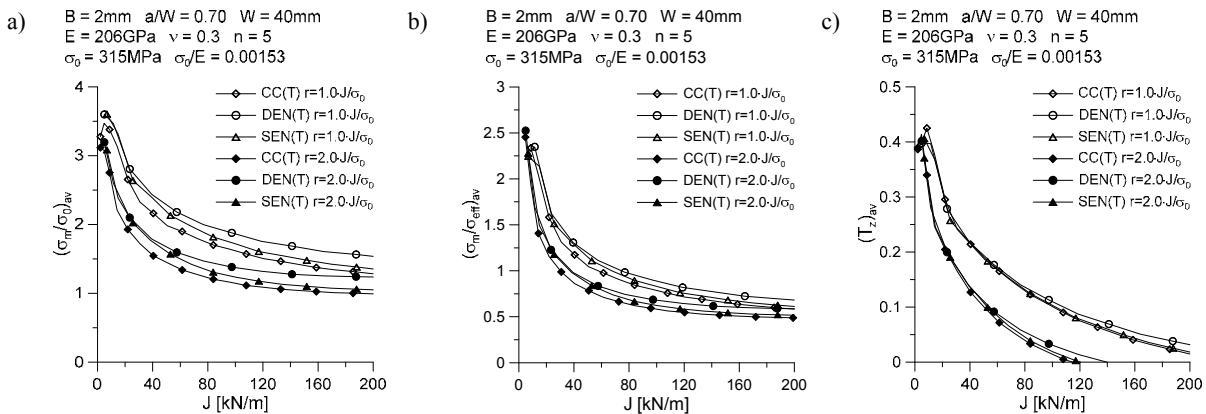 a)
B = 2mm a/W = 0.70 W = 40mm
E = 206GPa ν = 0.3 n = 5
σ0 = 315MPa σ0/E = 0.00153
CC(T) r=1.0·J/σ0
DEN(T) r=1.0·J/σ0
SEN(T) r=1.0·J/σ0
CC(T) r=2.0·J/σ0
DEN(T) r=2.0·J/σ0
SEN(T) r=2.0·J/σ0
(σm/σ0)av
4
3
2
1
0
0 40 80 120 160 200
J [kN/m]
b)
B = 2mm a/W = 0.70 W = 40mm
E = 206GPa ν = 0.3 n = 5
σ0 = 315MPa σ0/E = 0.00153
CC(T) r=1.0·J/σ0
DEN(T) r=1.0·J/σ0
SEN(T) r=1.0·J/σ0
CC(T) r=2.0·J/σ0
DEN(T) r=2.0·J/σ0
SEN(T) r=2.0·J/σ0
(σm/σeff)av
3
2.5
2
1.5
1
0.5
0
0 40 80 120 160 200
J [kN/m]
c)
B = 2mm a/W = 0.70 W = 40mm
E = 206GPa ν = 0.3 n = 5
σ0 = 315MPa σ0/E = 0.00153
CC(T) r=1.0·J/σ0
DEN(T) r=1.0·J/σ0
SEN(T) r=1.0·J/σ0
CC(T) r=2.0·J/σ0
DEN(T) r=2.0·J/σ0
SEN(T) r=2.0·J/σ0
(Tz)av
0.5
0.4
0.3
0.2
0.1
0
0 40 80 120 160 200
J [kN/m]